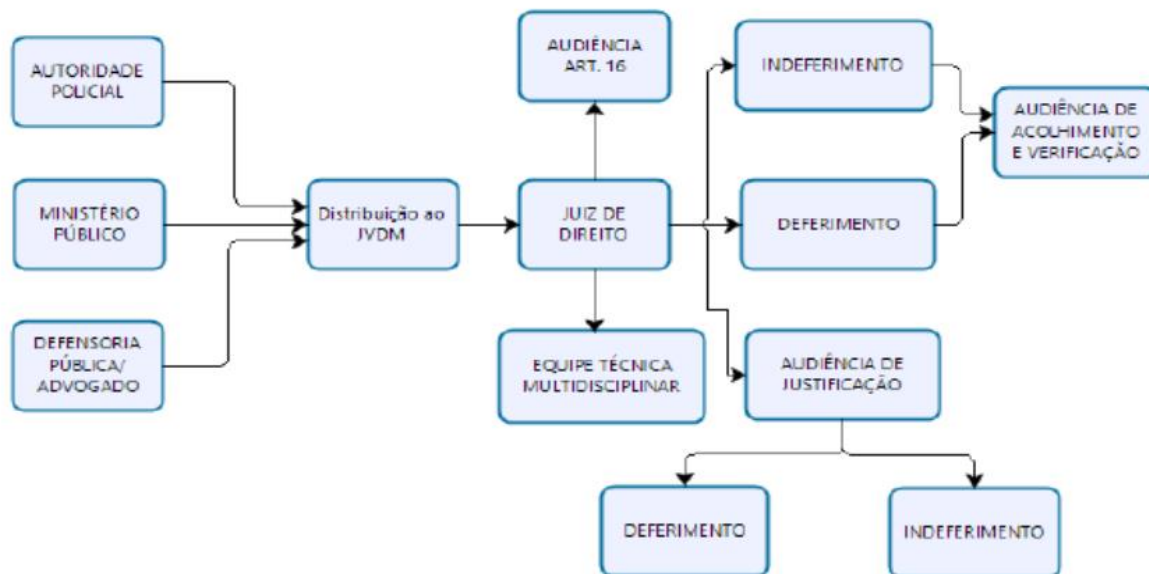 AUTORIDADE
POLICIAL
MINISTÉRIO
PÚBLICO
DEFENSORIA
PÚBLICA/
ADVOGADO
Distribuição ao
JVDM
AUDIÊNCIA
ART. 16
JUIZ DE
DIREITO
EQUIPE TÉCNICA
MULTIDISCIPLINAR
INDEFERIMENTO
DEFERIMENTO
AUDIÊNCIA DE
ACOLHIMENTO
E VERIFICAÇÃO
AUDIÊNCIA DE
JUSTIFICAÇÃO
DEFERIMENTO
INDEFERIMENTO